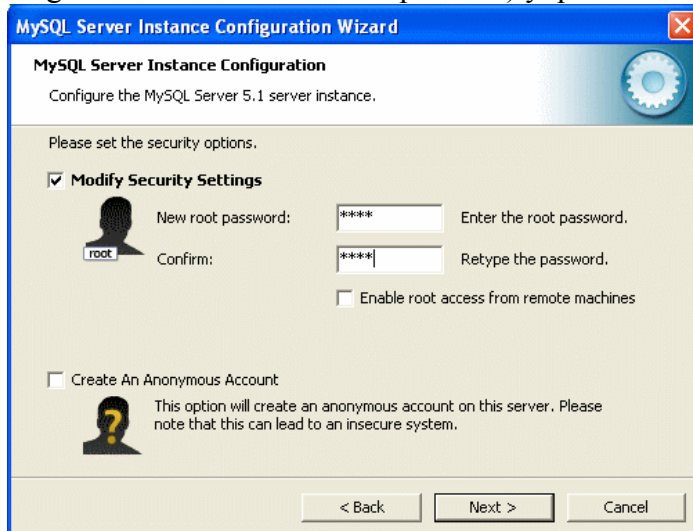 MySQL Server Instance Configuration Wizard
MySQL Server Instance Configuration
Configure the MySQL Server 5.1 server instance.
Please set the security options.
Modify Security Settings
New root password: **** Enter the root password.
root
Confirm: **** Retype the password.
Enable root access from remote machines
Create An Anonymous Account
This option will create an anonymous account on this server. Please
note that this can lead to an insecure system.
< Back Next > Cancel